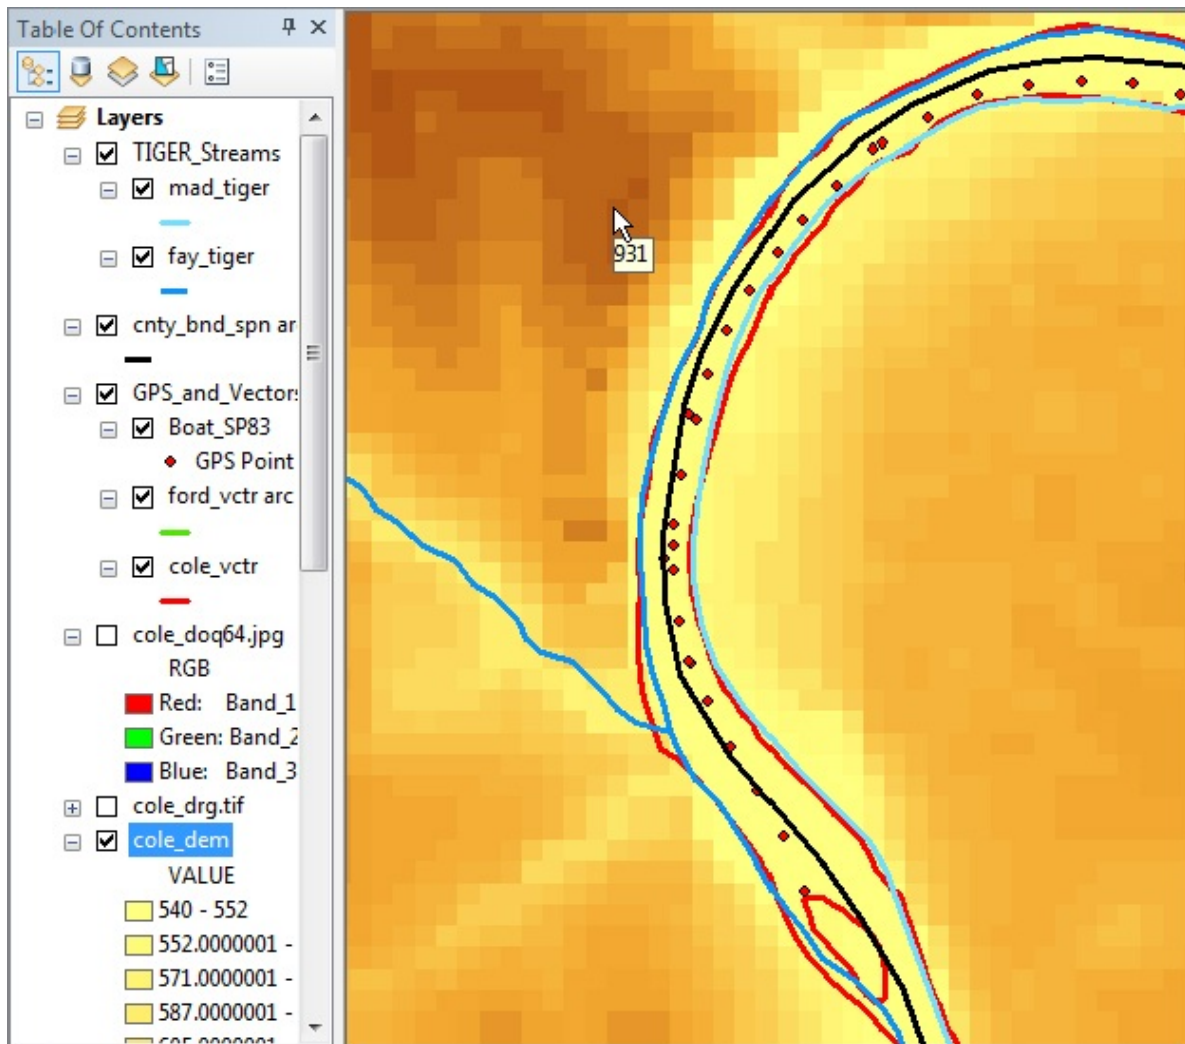 Table Of Contents
Layers
TIGER_Streams
mad_tiger
fay_tiger
cnty_bnd_spn ar
GPS_and_Vector
Boat_SP83
GPS Point
ford_vctr arc
cole_vctr
cole_doq64.jpg
RGB
Red: Band_1
Green: Band_2
Blue: Band_3
cole_drg.tif
cole_dem
VALUE
540 - 552
552.0000001 -
571.0000001 -
587.0000001 -
931